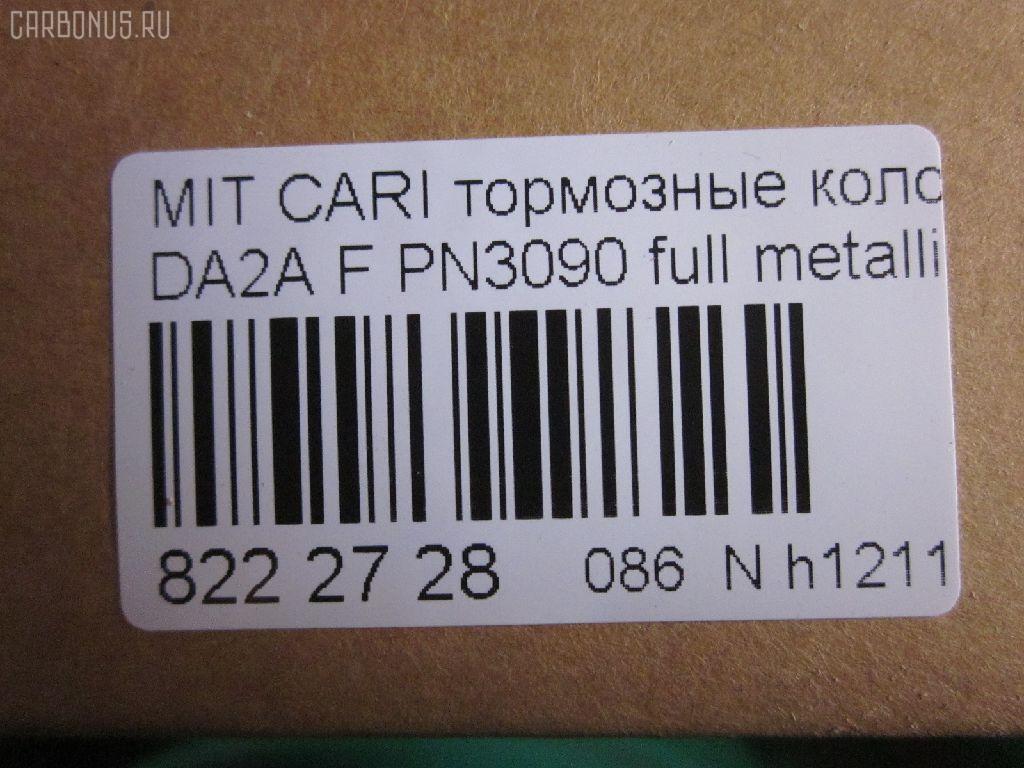 CARBONUS.RU
MIT CARI тормозные коло
DA2A F PN3090 full metalli
822 27 28 086 N h1211